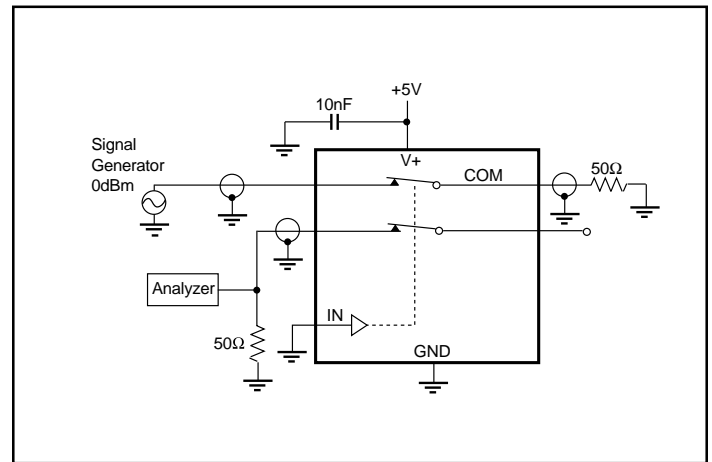 +5V
10nF
Signal
Generator
0dBm
V+
COM
50Ω
Analyzer
IN
50Ω
GND